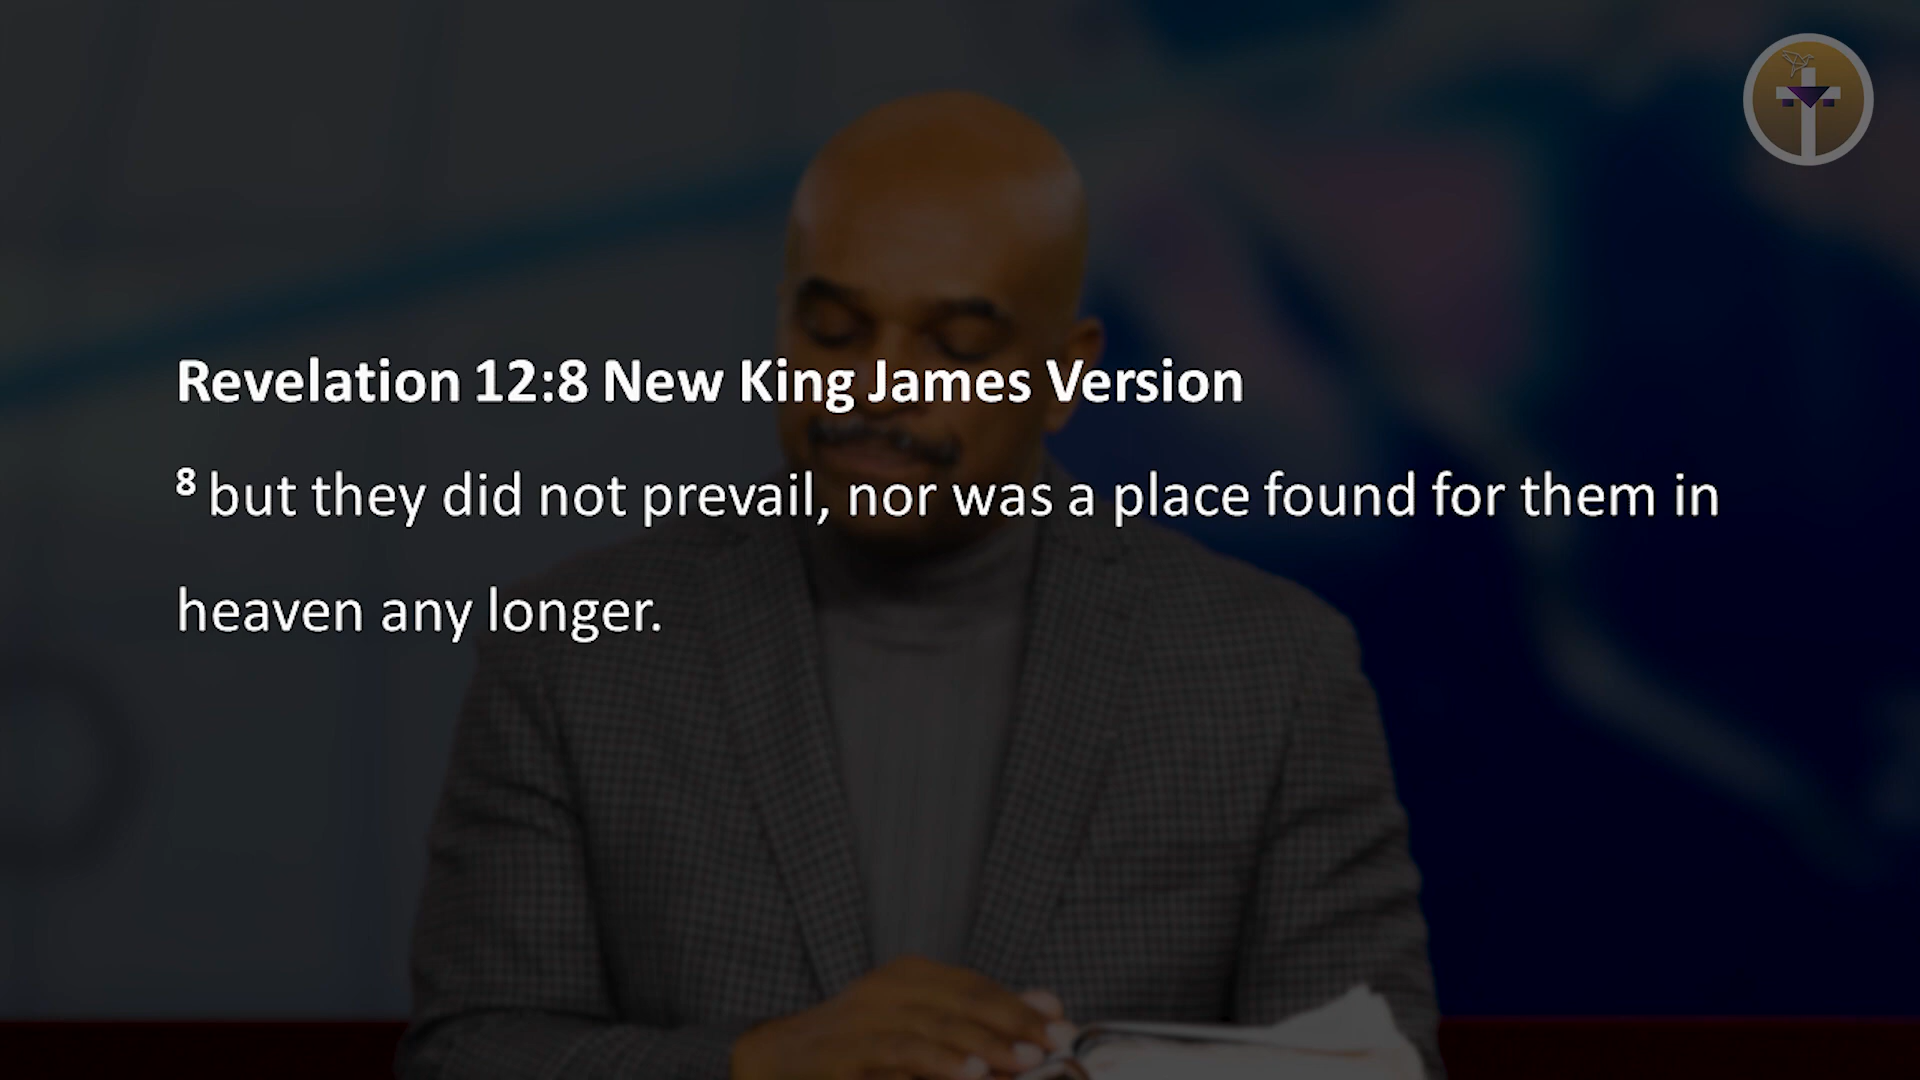 Revelation 12:8 New King James Version
8 but they did not prevail, nor was a place found for them in
heaven any longer.